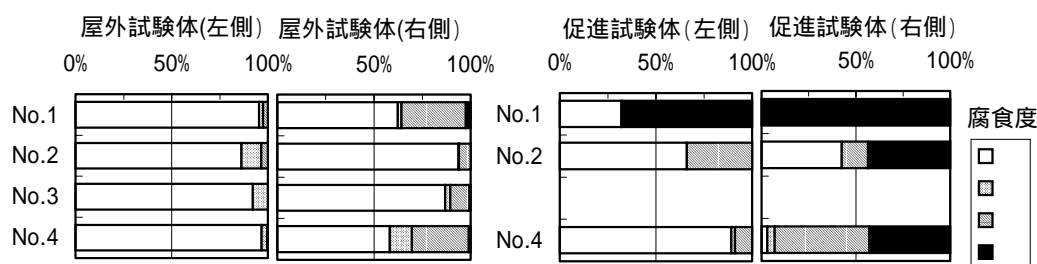 屋外試験体(左側) 屋外試験体(右側) 促進試験体(左側) 促進試験体(右側)
0% 50% 100% 50% 100% 0% 50% 100% 50% 100%
No.1 No.1
No.2 No.2
No.3
No.4 No.4
腐食度